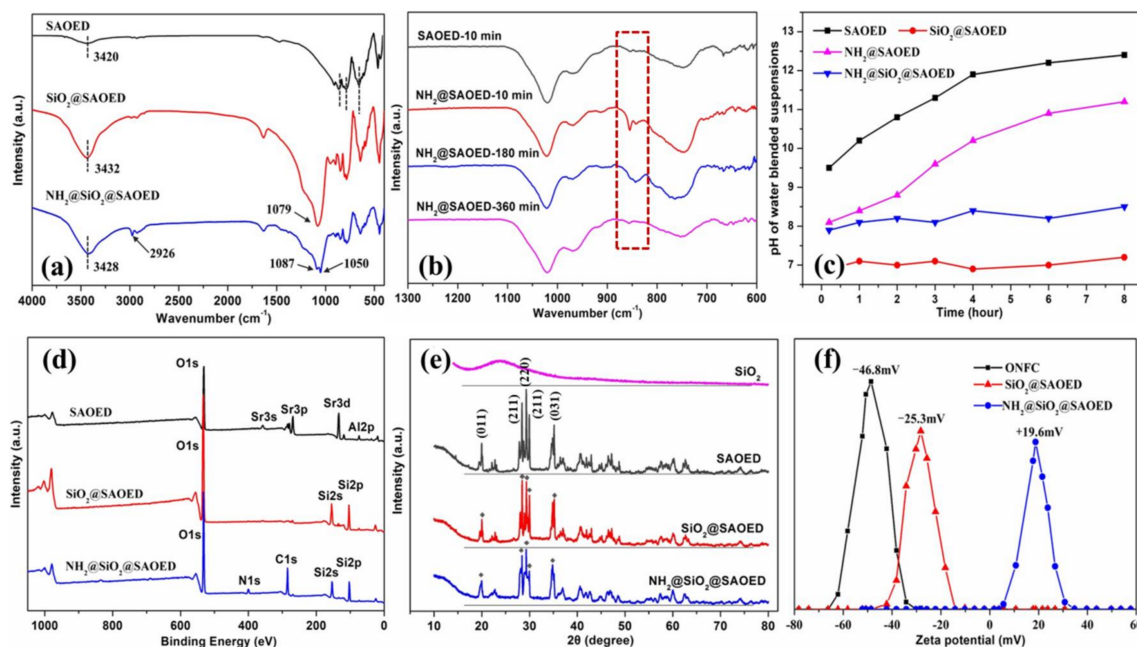 SAOED
3420
SiO2@SAOED
3432
1079
NH2@SiO2@SAOED
2926
3428
1087
1050
(a)
Intensity (a.u.)
4000 3500 3000 2500 2000 1500 1000 500
Wavenumber (cm-1)
SAOED-10 min
NH2@SAOED-10 min
NH2@SAOED-180 min
NH2@SAOED-360 min
(b)
Intensity (a.u.)
1300 1200 1100 1000 900 800 700 600
Wavenumber (cm-1)
SAOED SiO2@SAOED
NH2@SAOED
NH2@SiO2@SAOED
(c)
pH of water blended suspensions
13
12
11
10
9
8
7
0 1 2 3 4 5 6 7 8
Time (hour)
(d)
O1s
SAOED
Sr3s
Sr3p
Sr3d
Al2p
O1s
SiO2@SAOED
Si2s
Si2p
O1s
NH2@SiO2@SAOED
N1s
C1s
Si2s
Si2p
Intensity (a.u.)
1000 750 500 250 0
Binding Energy (eV)
(e)
SiO2
(011)
(211)
(220)
(211)
(031)
SAOED
SiO2@SAOED
NH2@SiO2@SAOED
Intensity (a.u.)
10 20 30 40 50 60 70 80
2θ (degree)
(f)
ONFC
SiO2@SAOED
NH2@SiO2@SAOED
−46.8mV
−25.3mV
+19.6mV
-80 -60 -40 -20 0 20 40 60
Zeta potential (mV)